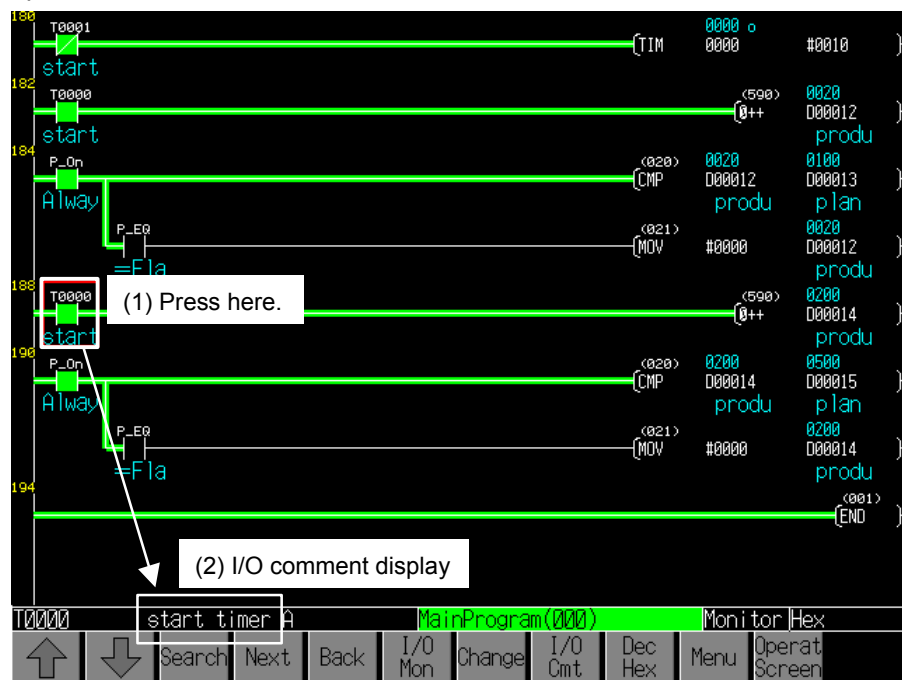 180
T0001 0000 o
(TIM 0000 #0010 )
start
182
T0000 (590) 0020
(@++ D00012 )
start produ
184
P_On (020) 0020 0100
(CMP D00012 D00013 )
Alway produ plan
P_EQ (021) 0020
(MOV #0000 D00012 )
=Fla produ
188
T0000 (1) Press here. (590) 0200
(@++ D00014 )
start produ
190
P_On (020) 0200 0500
(CMP D00014 D00015 )
Alway produ plan
P_EQ (021) 0200
(MOV #0000 D00014 )
=Fla produ
194
(001)
(END )
(2) I/O comment display
T0000 start timer A MainProgram(000) Monitor Hex
Search Next Back I/O Mon Change I/O Cmt Dec Hex Menu Operat Screen